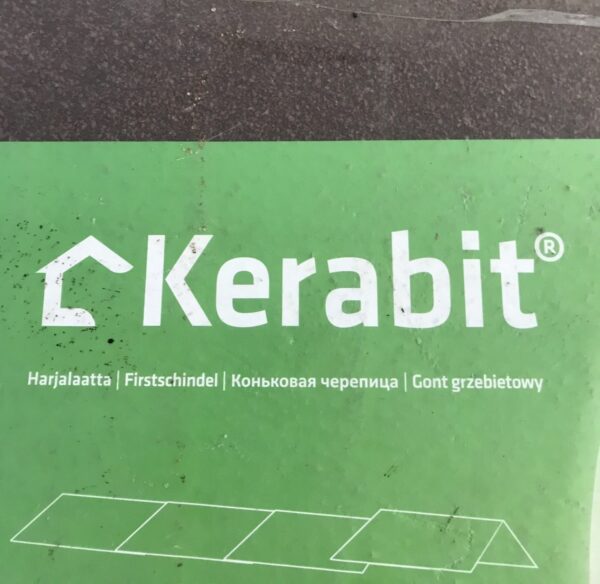 Kerabit®
Harjalaatta | Firstschindel | Коньковая черепица | Gont grzebietowy